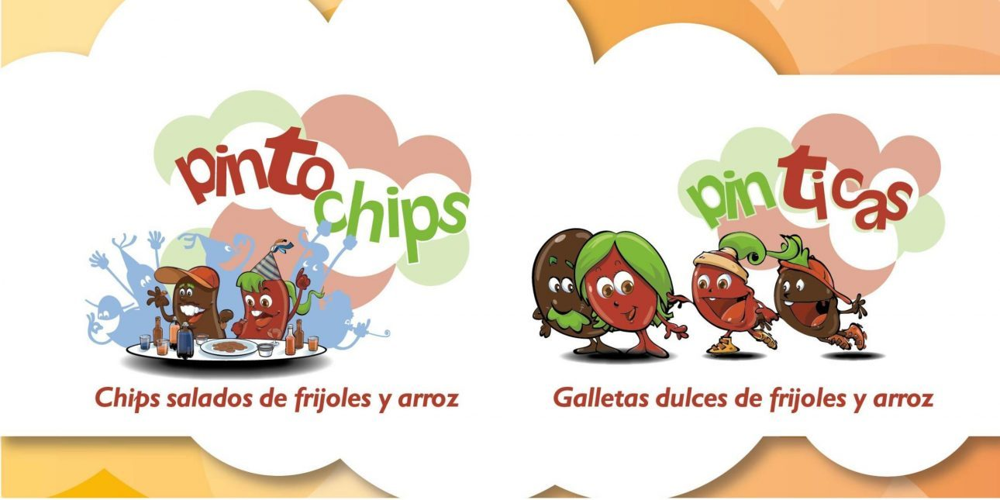 pinto
chips
Chips salados de frijoles y arroz
pinticas
Galletas dulces de frijoles y arroz